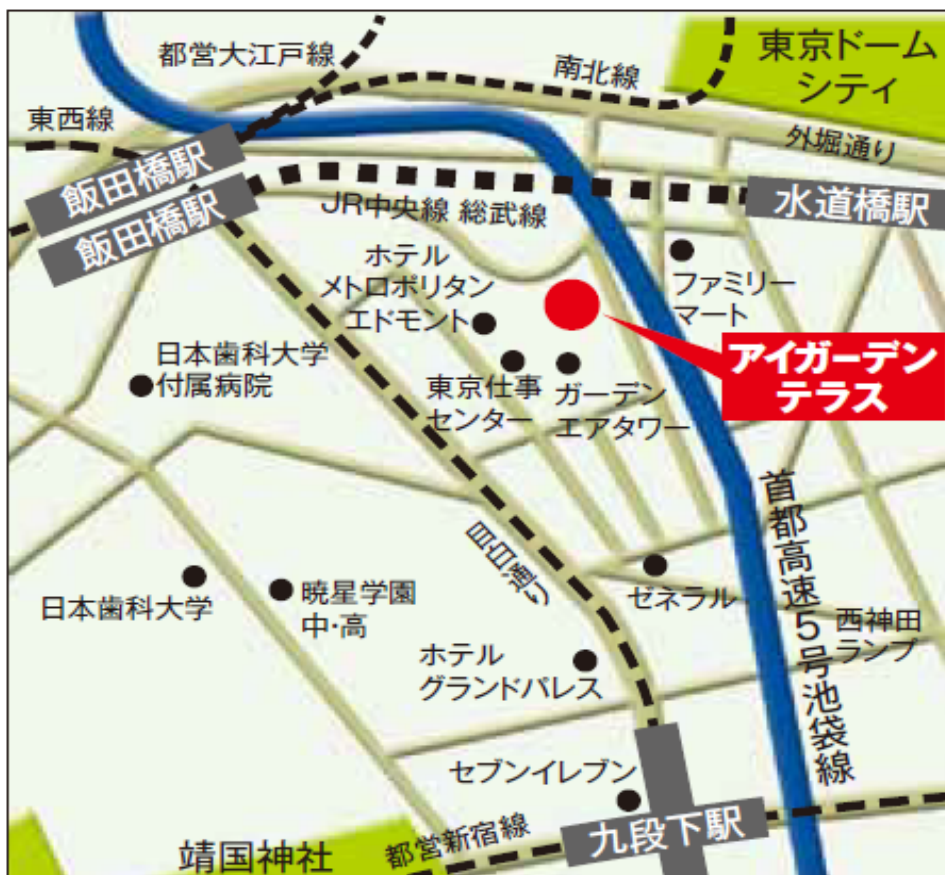 都営大江戸線
南北線
東京ドーム
シティ
東西線
外堀通り
飯田橋駅
飯田橋駅
水道橋駅
JR中央線 総武線
ホテル
メトロポリタン
エドモント
ファミリー
マート
アイガーデン
テラス
日本歯科大学
付属病院
東京仕事
センター
ガーデン
エアタワー
首都高速5号池袋線
目白通り
日本歯科大学
暁星学園
中・高
ゼネラル
西神田
ランプ
ホテル
グランドパレス
セブンイレブン
九段下駅
都営新宿線
靖国神社